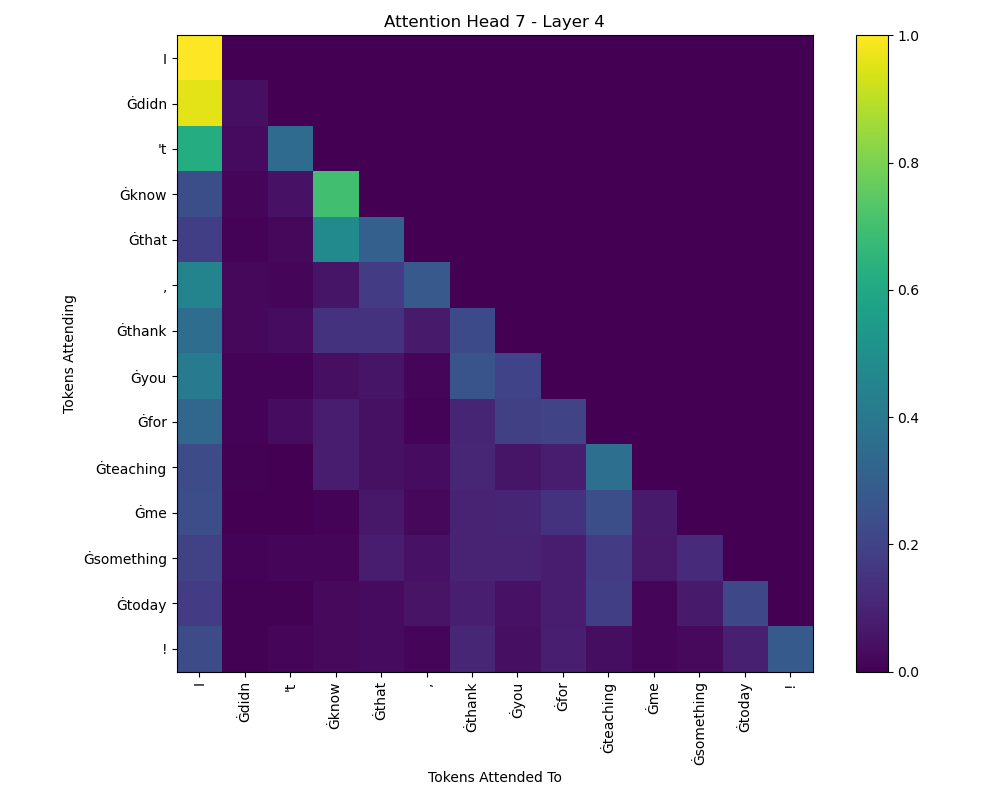 Attention Head 7 - Layer 4
Tokens Attending
I
Ġdidn
't
Ġknow
Ġthat
,
Ġthank
Ġyou
Ġfor
Ġteaching
Ġme
Ġsomething
Ġtoday
!
I
Ġdidn
't
Ġknow
Ġthat
,
Ġthank
Ġyou
Ġfor
Ġteaching
Ġme
Ġsomething
Ġtoday
!
Tokens Attended To
1.0
0.8
0.6
0.4
0.2
0.0